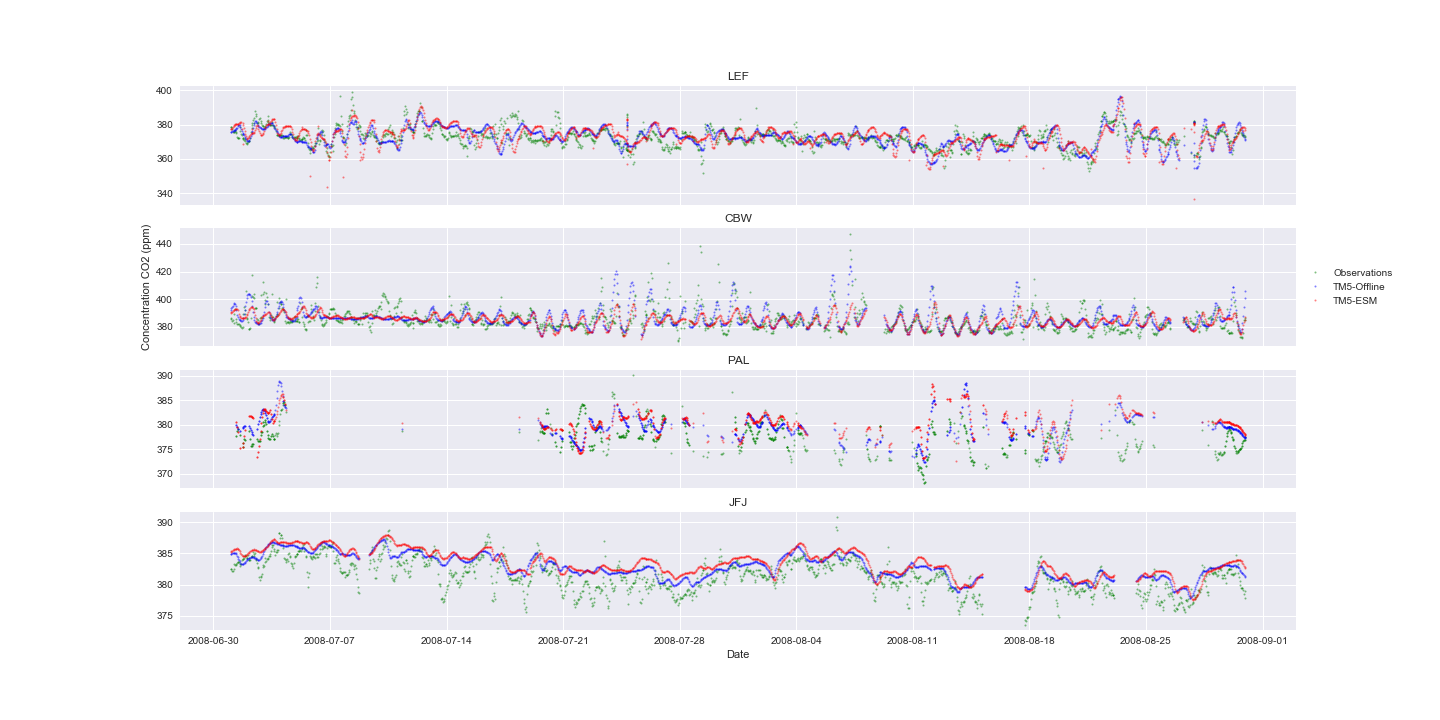 LEF
400
380
360
340
CBW
Concentration CO2 (ppm)
440
420
400
380
Observations
TM5-Offline
TM5-ESM
PAL
390
385
380
375
370
JFJ
390
385
380
375
2008-06-30 2008-07-07 2008-07-14 2008-07-21 2008-07-28 2008-08-04 2008-08-11 2008-08-18 2008-08-25 2008-09-01
Date